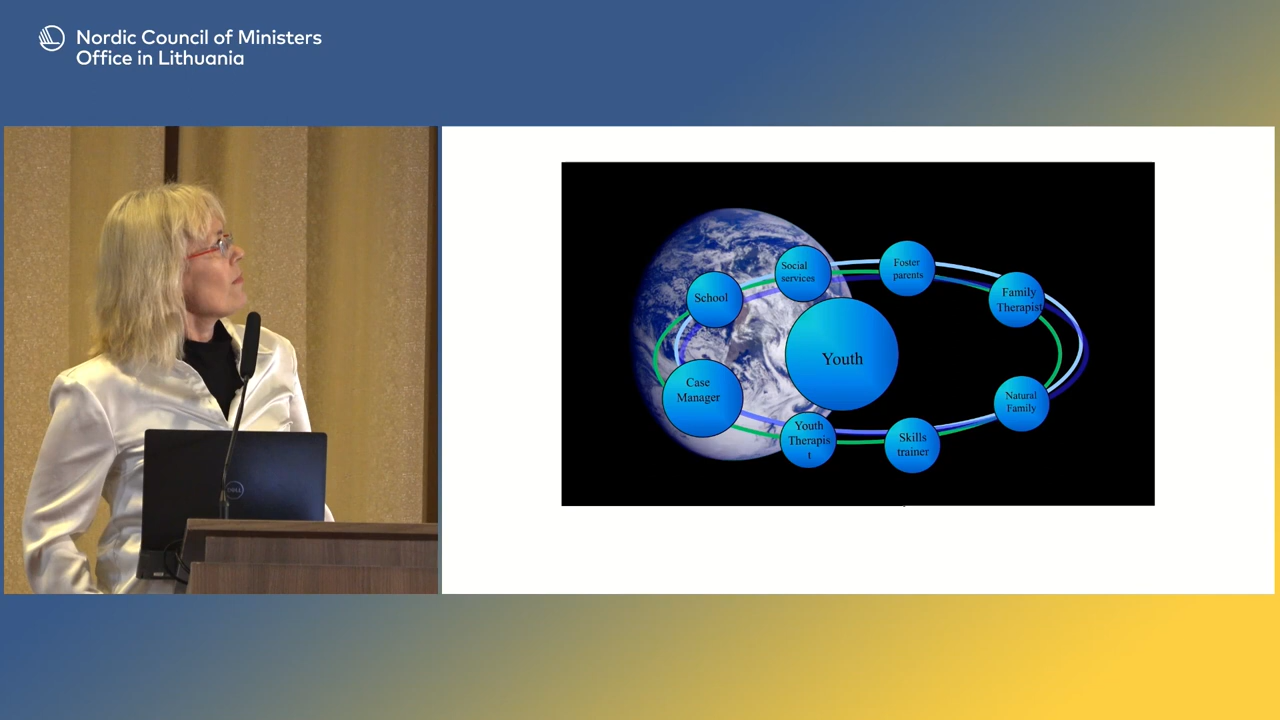 Nordic Council of Ministers
Office in Lithuania
Social
services
Foster
parents
School
Family
Therapist
Youth
Case
Manager
Natural
Family
Youth
Therapis
t
Skills
trainer
DELL